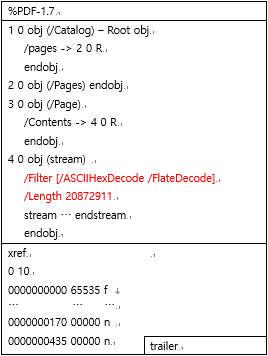 %PDF-1.7
1 0 obj (/Catalog) – Root obj
/pages -> 2 0 R
endobj
2 0 obj (/Pages) endobj
3 0 obj (/Page)
/Contents -> 4 0 R
endobj
4 0 obj (stream)
/Filter [/ASCIIHexDecode /FlateDecode]
/Length 20872911
stream ⋯ endstream
endobj
xref
0 10
0000000000 65535 f
⋯ ⋯ ⋯
0000000170 00000 n
0000000435 00000 n
trailer